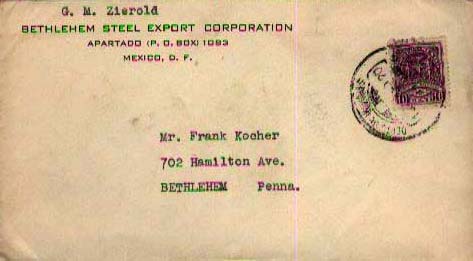 G. M. Zierold
BETHLEHEM STEEL EXPORT CORPORATION
APARTADO (P. O. BOX) 1083
MEXICO, D. F.
Mr. Frank Kocher
702 Hamilton Ave.
BETHLEHEM Penna.